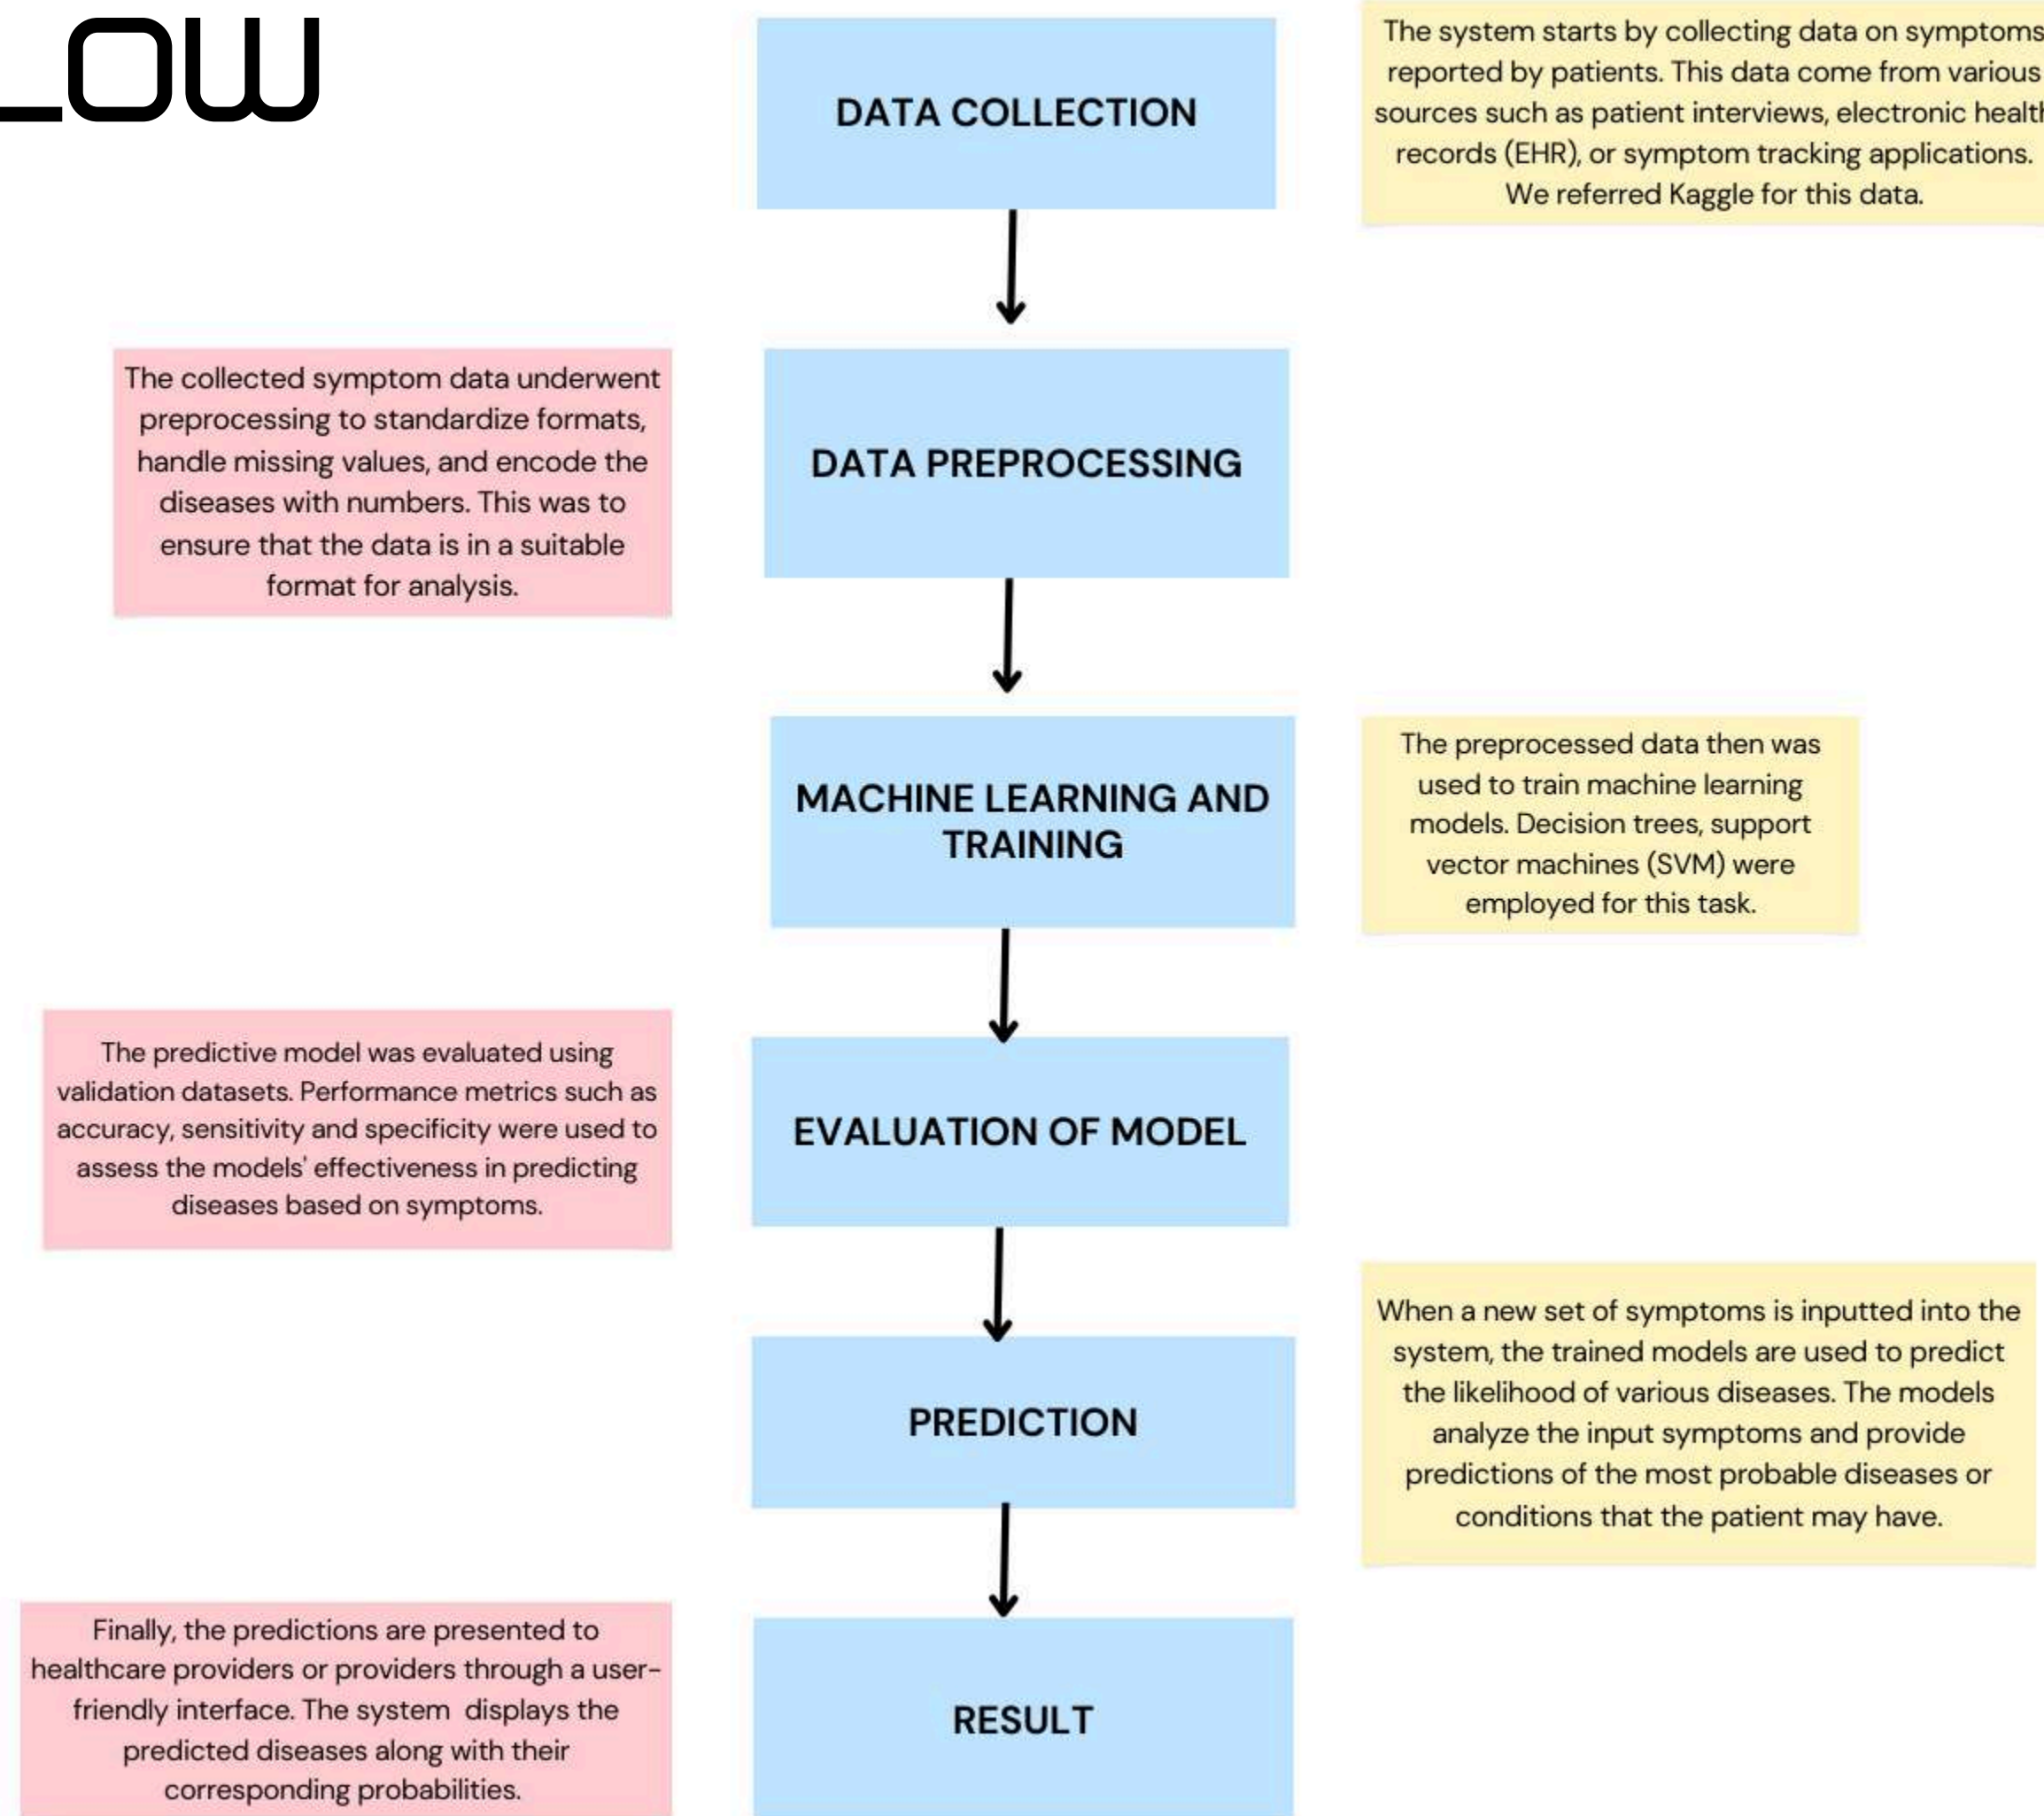 LOW
DATA COLLECTION
The system starts by collecting data on symptoms
reported by patients. This data come from various
sources such as patient interviews, electronic health
records (EHR), or symptom tracking applications.
We referred Kaggle for this data.
The collected symptom data underwent
preprocessing to standardize formats,
handle missing values, and encode the
diseases with numbers. This was to
ensure that the data is in a suitable
format for analysis.
DATA PREPROCESSING
MACHINE LEARNING AND
TRAINING
The preprocessed data then was
used to train machine learning
models. Decision trees, support
vector machines (SVM) were
employed for this task.
The predictive model was evaluated using
validation datasets. Performance metrics such as
accuracy, sensitivity and specificity were used to
assess the models' effectiveness in predicting
diseases based on symptoms.
EVALUATION OF MODEL
PREDICTION
When a new set of symptoms is inputted into the
system, the trained models are used to predict
the likelihood of various diseases. The models
analyze the input symptoms and provide
predictions of the most probable diseases or
conditions that the patient may have.
Finally, the predictions are presented to
healthcare providers or providers through a user-
friendly interface. The system displays the
predicted diseases along with their
corresponding probabilities.
RESULT